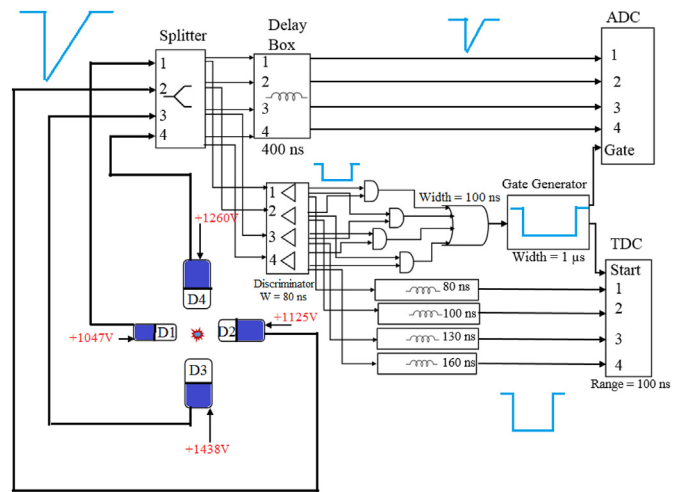 Splitter
1
2
3
4
Delay
Box
1
2
3
4
400 ns
ADC
1
2
3
4
Gate
1
2
3
4
Discriminator
W = 80 ns
Width = 100 ns
Gate Generator
Width = 1 µs
TDC
Start
1
2
3
4
Range = 100 ns
80 ns
100 ns
130 ns
160 ns
+1260V
D4
D1
D2
+1125V
+1047V
D3
+1438V